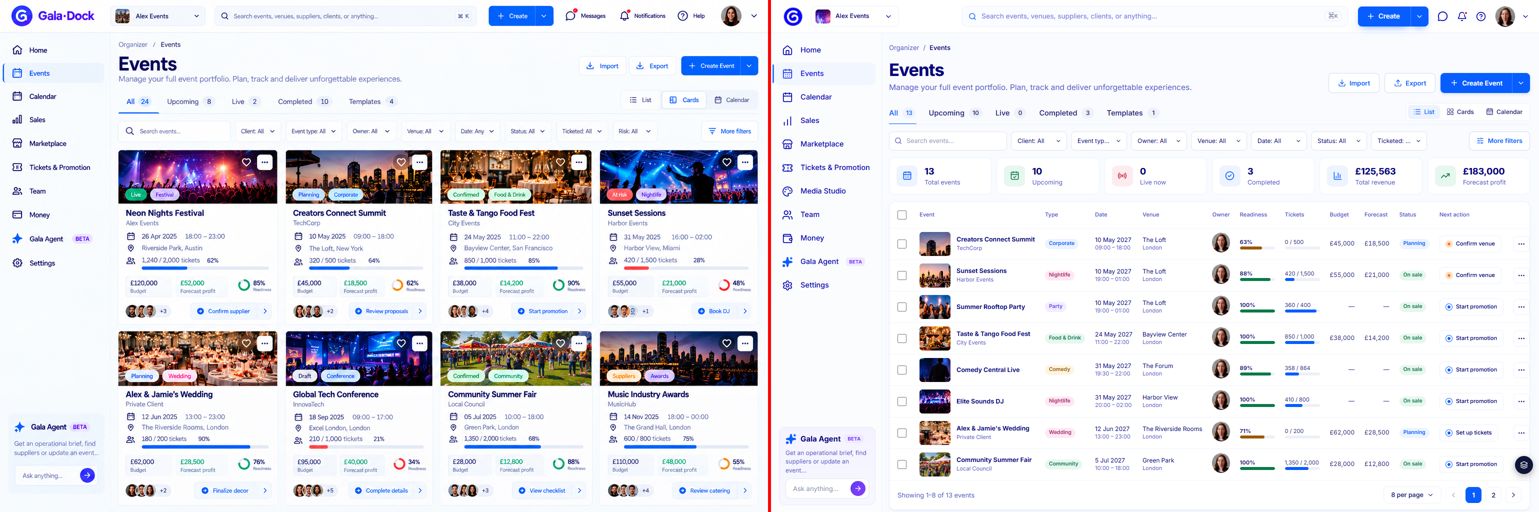 Gala·Dock
Alex Events
Search events, venues, suppliers, clients, or anything...
⌘ K
+ Create
Messages
Notifications
Help
Home
Events
Calendar
Sales
Marketplace
Tickets & Promotion
Team
Money
Gala Agent BETA
Settings
Gala Agent BETA
Get an operational brief, find
suppliers or update an event...
Ask anything...
Organizer / Events
Events
Manage your full event portfolio. Plan, track and deliver unforgettable experiences.
Import
Export
+ Create Event
All 24
Upcoming 8
Live 2
Completed 10
Templates 4
List
Cards
Calendar
Search events...
Client: All
Event type: All
Owner: All
Venue: All
Date: Any
Status: All
Ticketed: All
Risk: All
More filters
Live Festival
Neon Nights Festival
Alex Events
26 Apr 2025 18:00 – 23:00
Riverside Park, Austin
1,240 / 2,000 tickets 62%
£120,000 £52,000 85%
Budget Forecast profit Readiness
+3 Confirm supplier
Planning Corporate
Creators Connect Summit
TechCorp
10 May 2025 09:00 – 18:00
The Loft, New York
320 / 500 tickets 64%
£45,000 £18,500 62%
Budget Forecast profit Readiness
+2 Review proposals
Confirmed Food & Drink
Taste & Tango Food Fest
City Events
24 May 2025 11:00 – 22:00
Bayview Center, San Francisco
850 / 1,000 tickets 85%
£38,000 £14,200 90%
Budget Forecast profit Readiness
+4 Start promotion
At risk Nightlife
Sunset Sessions
Harbor Events
31 May 2025 16:00 – 02:00
Harbor View, Miami
420 / 1,500 tickets 28%
£55,000 £21,000 48%
Budget Forecast profit Readiness
+1 Book DJ
Planning Wedding
Alex & Jamie's Wedding
Private Client
12 Jun 2025 13:00 – 23:00
The Riverside Rooms, London
180 / 200 tickets 90%
£62,000 £28,500 76%
Budget Forecast profit Readiness
+2 Finalize decor
Draft Conference
Global Tech Conference
InnovaTech
18 Sep 2025 09:00 – 17:00
Excel London, London
210 / 1,000 tickets 21%
£95,000 £40,000 34%
Budget Forecast profit Readiness
+5 Complete details
Confirmed Community
Community Summer Fair
Local Council
05 Jul 2025 10:00 – 18:00
Green Park, London
1,350 / 2,000 tickets 68%
£28,000 £12,800 88%
Budget Forecast profit Readiness
+3 View checklist
Suppliers Awards
Music Industry Awards
MusicHub
14 Nov 2025 18:00 – 00:00
The Grand Hall, London
600 / 800 tickets 75%
£110,000 £48,000 55%
Budget Forecast profit Readiness
+4 Review catering
Alex Events
Search events, venues, suppliers, clients, or anything...
⌘K
+ Create
Home
Events
Calendar
Sales
Marketplace
Tickets & Promotion
Media Studio
Team
Money
Gala Agent BETA
Settings
Gala Agent BETA
Get an operational brief, find
suppliers or update an
event...
Ask anything...
Organizer / Events
Events
Manage your full event portfolio. Plan, track and deliver unforgettable experiences.
Import
Export
+ Create Event
All 13
Upcoming 10
Live 0
Completed 3
Templates 1
List
Cards
Calendar
Search events...
Client: All
Event typ...
Owner: All
Venue: All
Date: All
Status: All
Ticketed: ...
More filters
13
Total events
10
Upcoming
0
Live now
3
Completed
£125,563
Total revenue
£183,000
Forecast profit
Event Type Date Venue Owner Readiness Tickets Budget Forecast Status Next action
Creators Connect Summit Corporate 10 May 2027 The Loft 63% 0 / 500 £45,000 £18,500 Planning Confirm venue
TechCorp 09:00 – 18:00 London
Sunset Sessions Nightlife 10 May 2027 The Loft 88% 420 / 1,500 £55,000 £21,000 On sale Confirm venue
Harbor Events 19:00 – 01:00 London
Summer Rooftop Party Party 10 May 2027 The Loft 100% 360 / 400 — — On sale Start promotion
19:00 – 23:00 London
Taste & Tango Food Fest Food & Drink 24 May 2027 Bayview Center 100% 850 / 1,000 £38,000 £14,200 On sale Start promotion
City Events 11:00 – 22:00 London
Comedy Central Live Comedy 31 May 2027 The Forum 89% 358 / 864 — — On sale Start promotion
19:30 – 22:00 London
Elite Sounds DJ Nightlife 31 May 2027 Harbor View 100% 410 / 800 — — On sale Start promotion
20:00 – 02:00 London
Alex & Jamie's Wedding Wedding 12 Jun 2027 The Riverside Rooms 71% 0 / 200 £62,000 £28,500 Planning Set up tickets
Private Client 13:00 – 23:00 London
Community Summer Fair Community 5 Jul 2027 Green Park 100% 1,350 / 2,000 £28,000 £12,800 On sale Start promotion
Local Council 10:00 – 18:00 London
Showing 1–8 of 13 events
8 per page
1
2